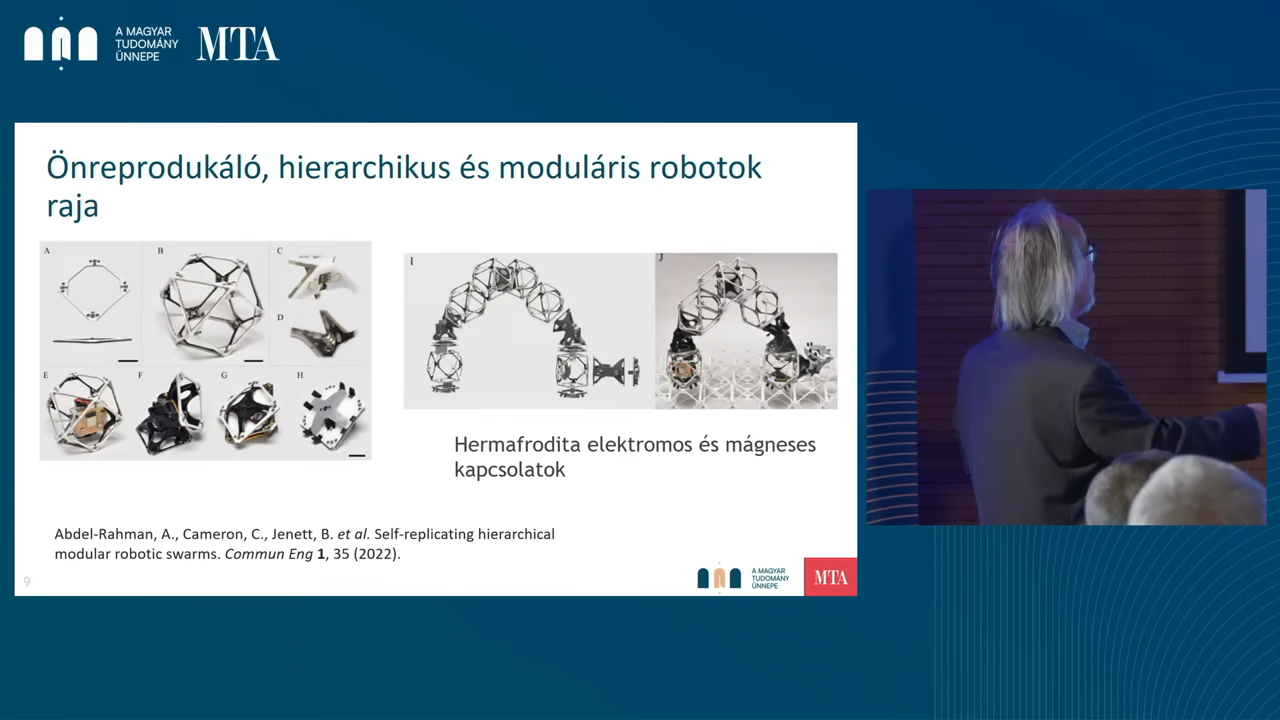 A MAGYAR
TUDOMÁNY
ÜNNEPE
MTA
Önreprodukáló, hierarchikus és moduláris robotok
raja
A
B
C
D
E
F
G
H
I
J
Hermafrodita elektromos és mágneses
kapcsolatok
Abdel-Rahman, A., Cameron, C., Jenett, B. et al. Self-replicating hierarchical
modular robotic swarms. Commun Eng 1, 35 (2022).
9
A MAGYAR
TUDOMÁNY
ÜNNEPE
MTA